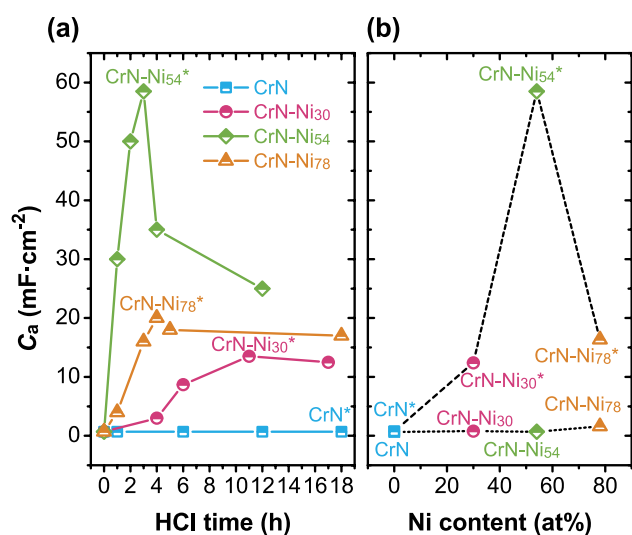 (a)
Cₐ (mF·cm⁻²)
60
50
40
30
20
10
0
CrN-Ni₅₄*
CrN
CrN-Ni₃₀
CrN-Ni₅₄
CrN-Ni₇₈
CrN-Ni₇₈*
CrN-Ni₃₀*
CrN*
0 2 4 6 8 10 12 14 16 18
HCl time (h)
(b)
CrN-Ni₅₄*
CrN-Ni₇₈*
CrN-Ni₃₀*
CrN*
CrN-Ni₃₀
CrN-Ni₇₈
CrN
CrN-Ni₅₄
0 20 40 60 80
Ni content (at%)